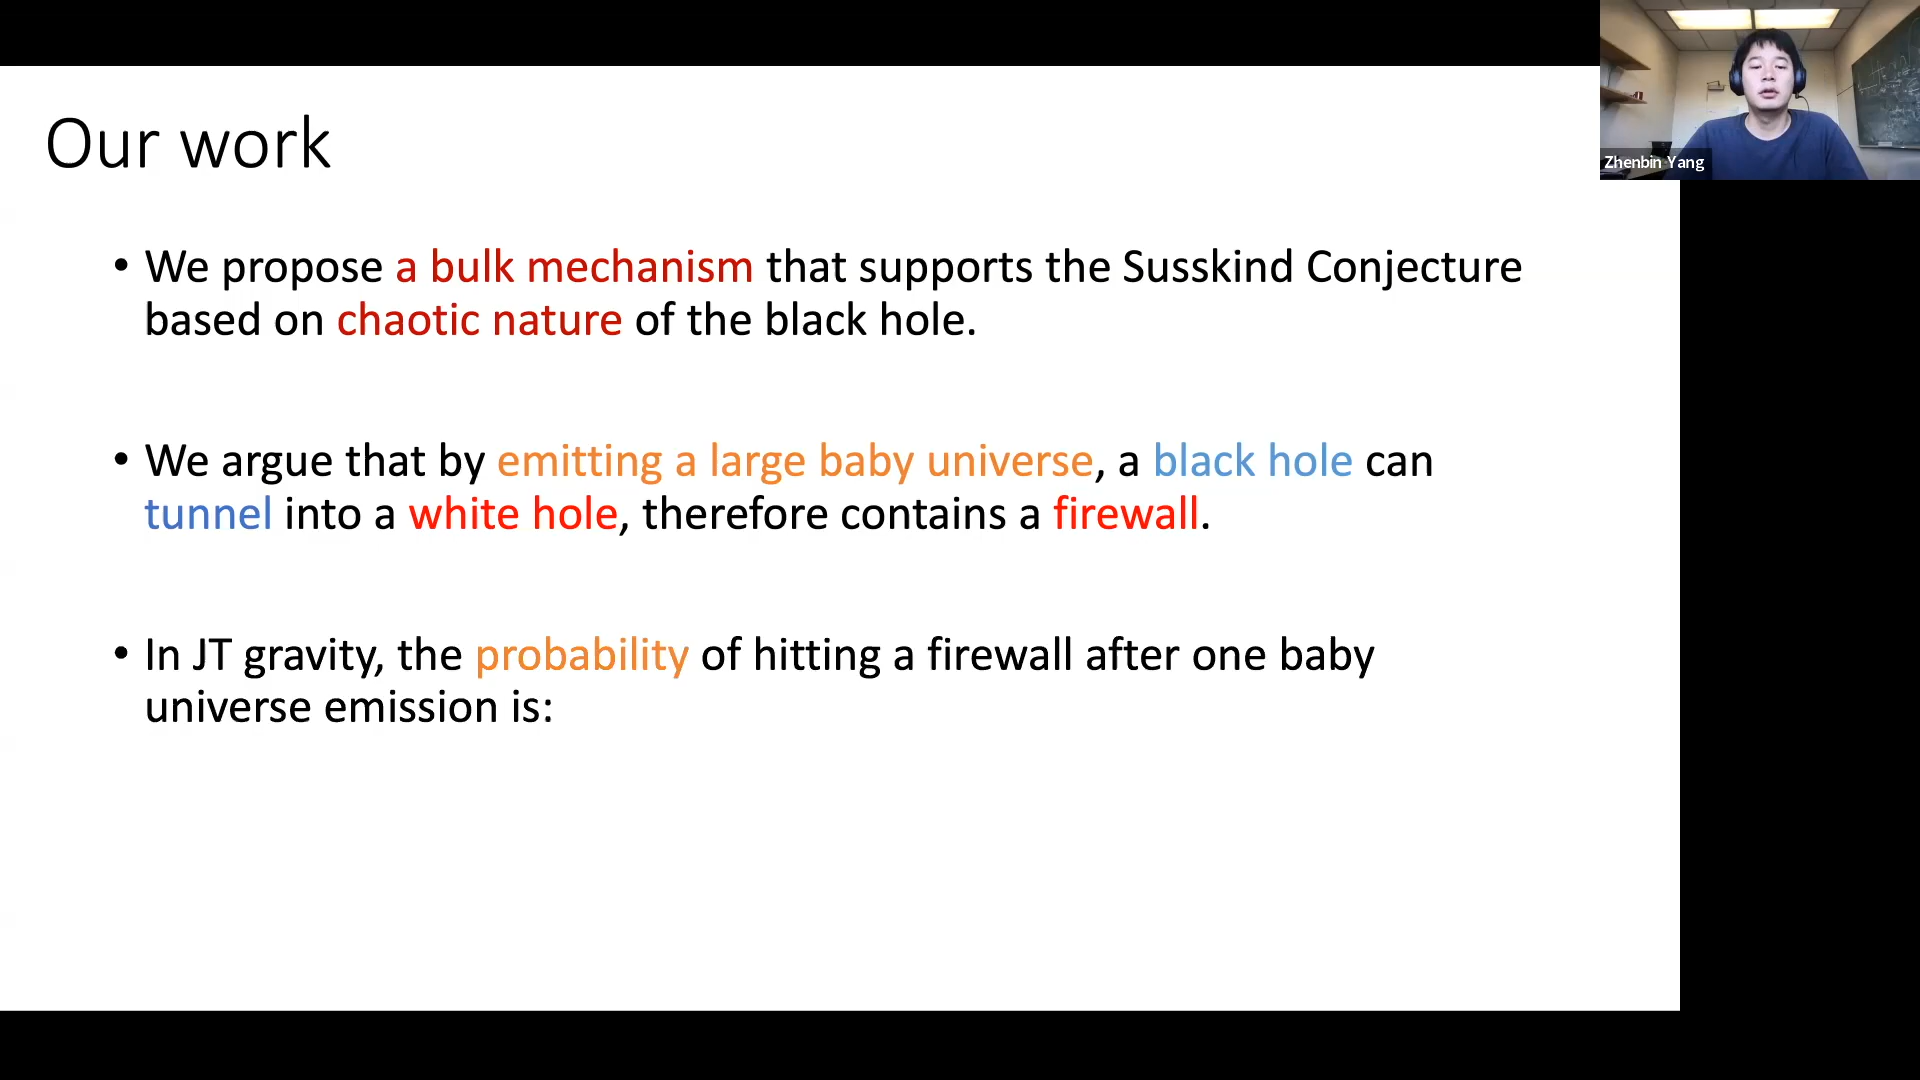 Our work
• We propose a bulk mechanism that supports the Susskind Conjecture
based on chaotic nature of the black hole.
• We argue that by emitting a large baby universe, a black hole can
tunnel into a white hole, therefore contains a firewall.
• In JT gravity, the probability of hitting a firewall after one baby
universe emission is:
Zhenbin Yang